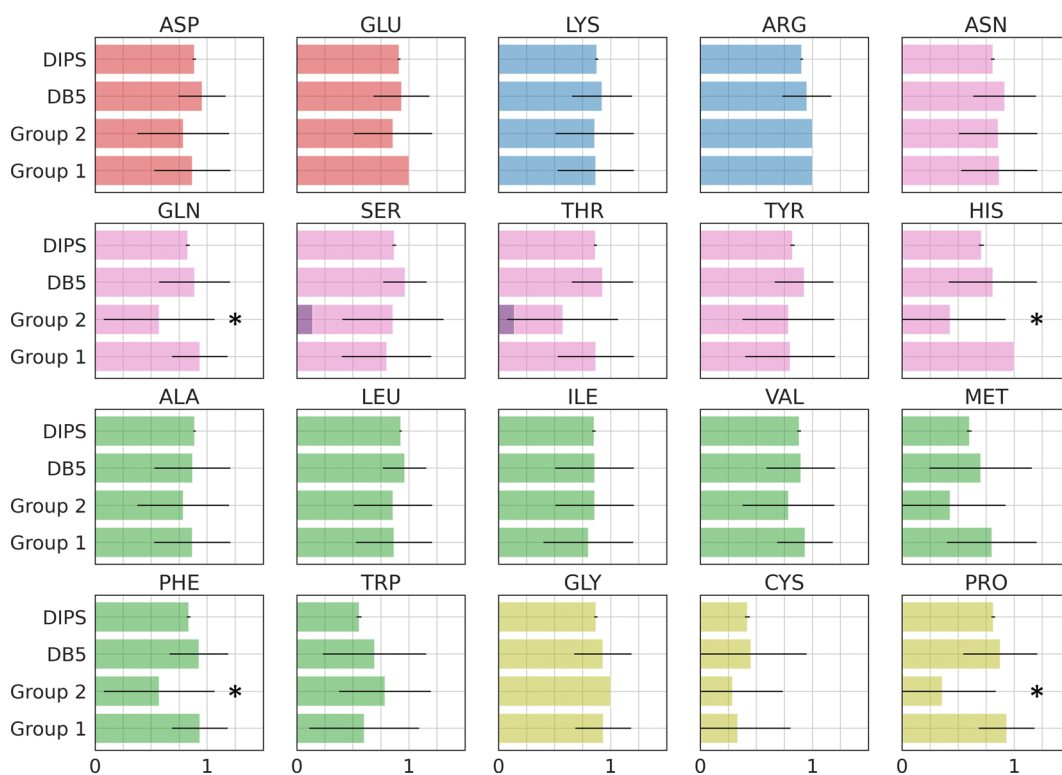 ASP GLU LYS ARG ASN
DIPS
DB5
Group 2
Group 1
GLN SER THR TYR HIS
DIPS
DB5
Group 2 * *
Group 1
ALA LEU ILE VAL MET
DIPS
DB5
Group 2
Group 1
PHE TRP GLY CYS PRO
DIPS
DB5
Group 2 * *
Group 1
0 1 0 1 0 1 0 1 0 1